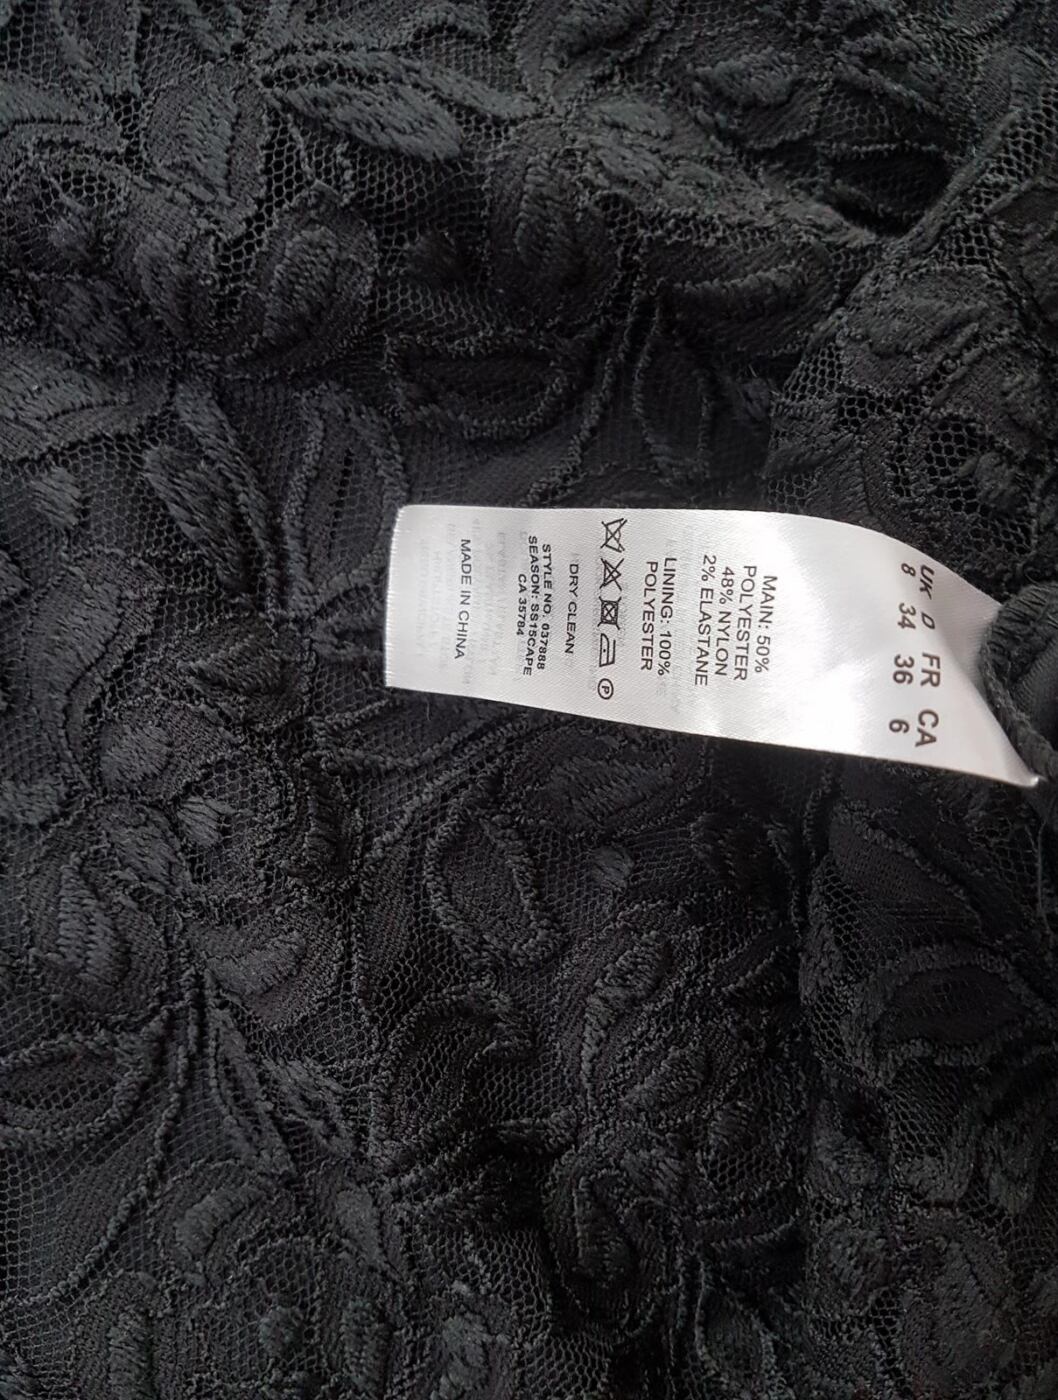 UK D FR CA
8 34 36 6
MAIN: 50%
POLYESTER
48% NYLON
2% ELASTANE
LINING: 100%
POLYESTER
DRY CLEAN
STYLE NO. 037888
SEASON: SS15CAPE
CA 35784
MADE IN CHINA